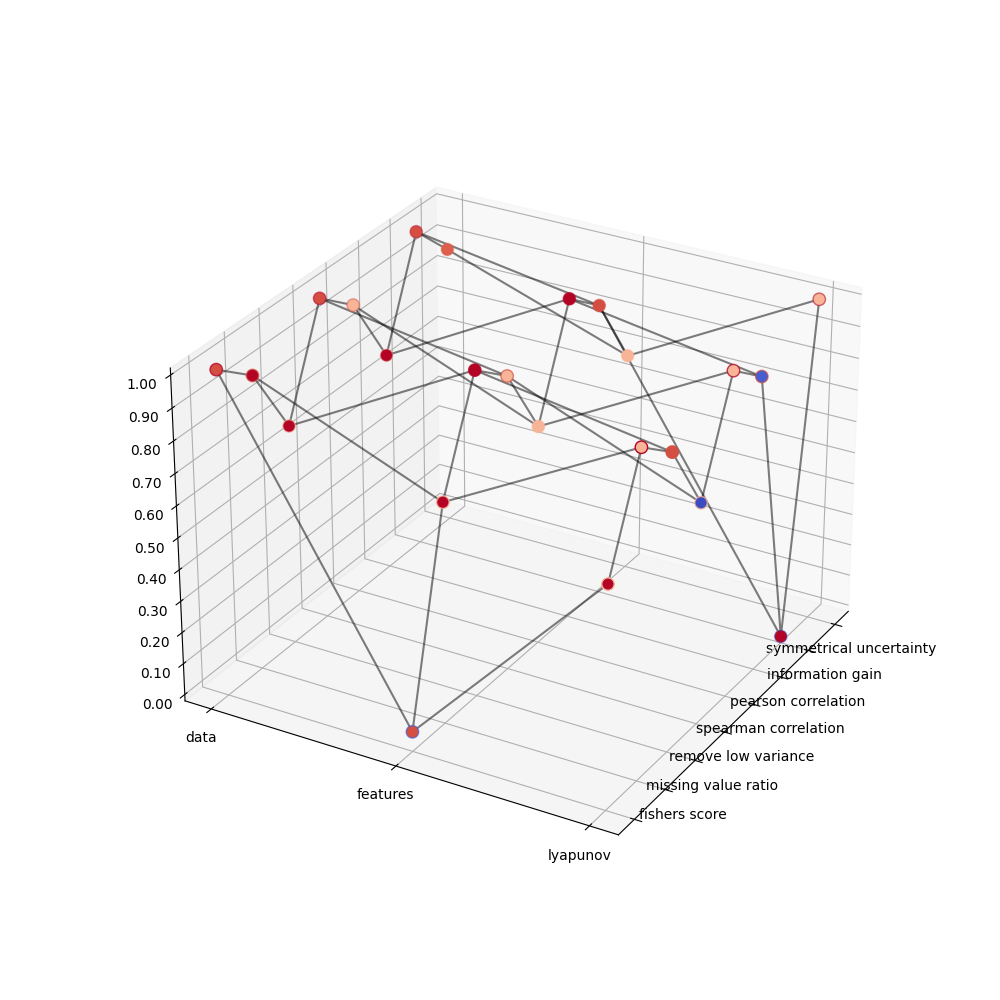 1.00
0.90
0.80
0.70
0.60
0.50
0.40
0.30
0.20
0.10
0.00
data
features
lyapunov
symmetrical uncertainty
information gain
pearson correlation
spearman correlation
remove low variance
missing value ratio
fishers score